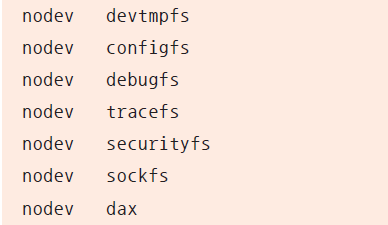 nodev   devtmpfs
nodev   configfs
nodev   debugfs
nodev   tracefs
nodev   securityfs
nodev   sockfs
nodev   dax